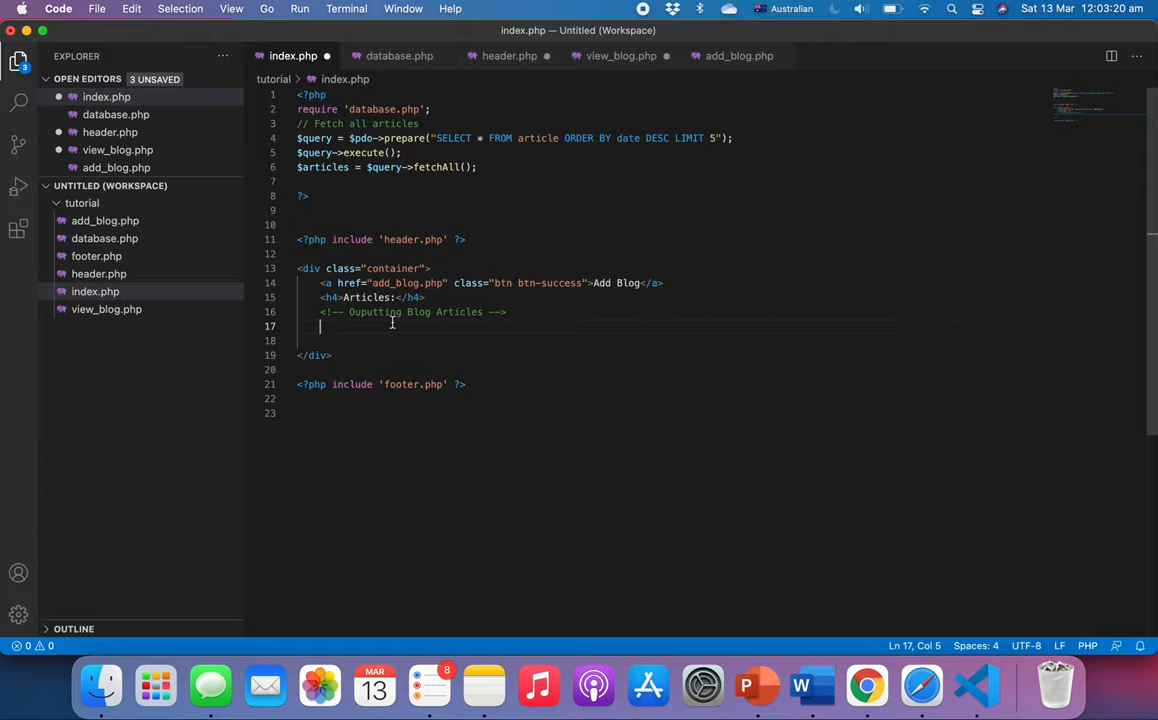 Code File Edit Selection View Go Run Terminal Window Help Australian Sat 13 Mar 12:03:20 am
index.php — Untitled (Workspace)
EXPLORER ...
index.php database.php header.php view_blog.php add_blog.php ...
OPEN EDITORS 3 UNSAVED
tutorial > index.php
index.php
database.php
header.php
view_blog.php
add_blog.php
3
UNTITLED (WORKSPACE)
tutorial
add_blog.php
database.php
footer.php
header.php
index.php
view_blog.php
1 <?php
2 require 'database.php';
3 // Fetch all articles
4 $query = $pdo->prepare("SELECT * FROM article ORDER BY date DESC LIMIT 5");
5 $query->execute();
6 $articles = $query->fetchAll();
7
8 ?>
9
10
11 <?php include 'header.php' ?>
12
13 <div class="container">
14 <a href="add_blog.php" class="btn btn-success">Add Blog</a>
15 <h4>Articles:</h4>
16 <!-- Ouputting Blog Articles -->
17
18
19 </div>
20
21 <?php include 'footer.php' ?>
22
23
OUTLINE
0 0 Ln 17, Col 5 Spaces: 4 UTF-8 LF PHP
MAR
13
8
P
W